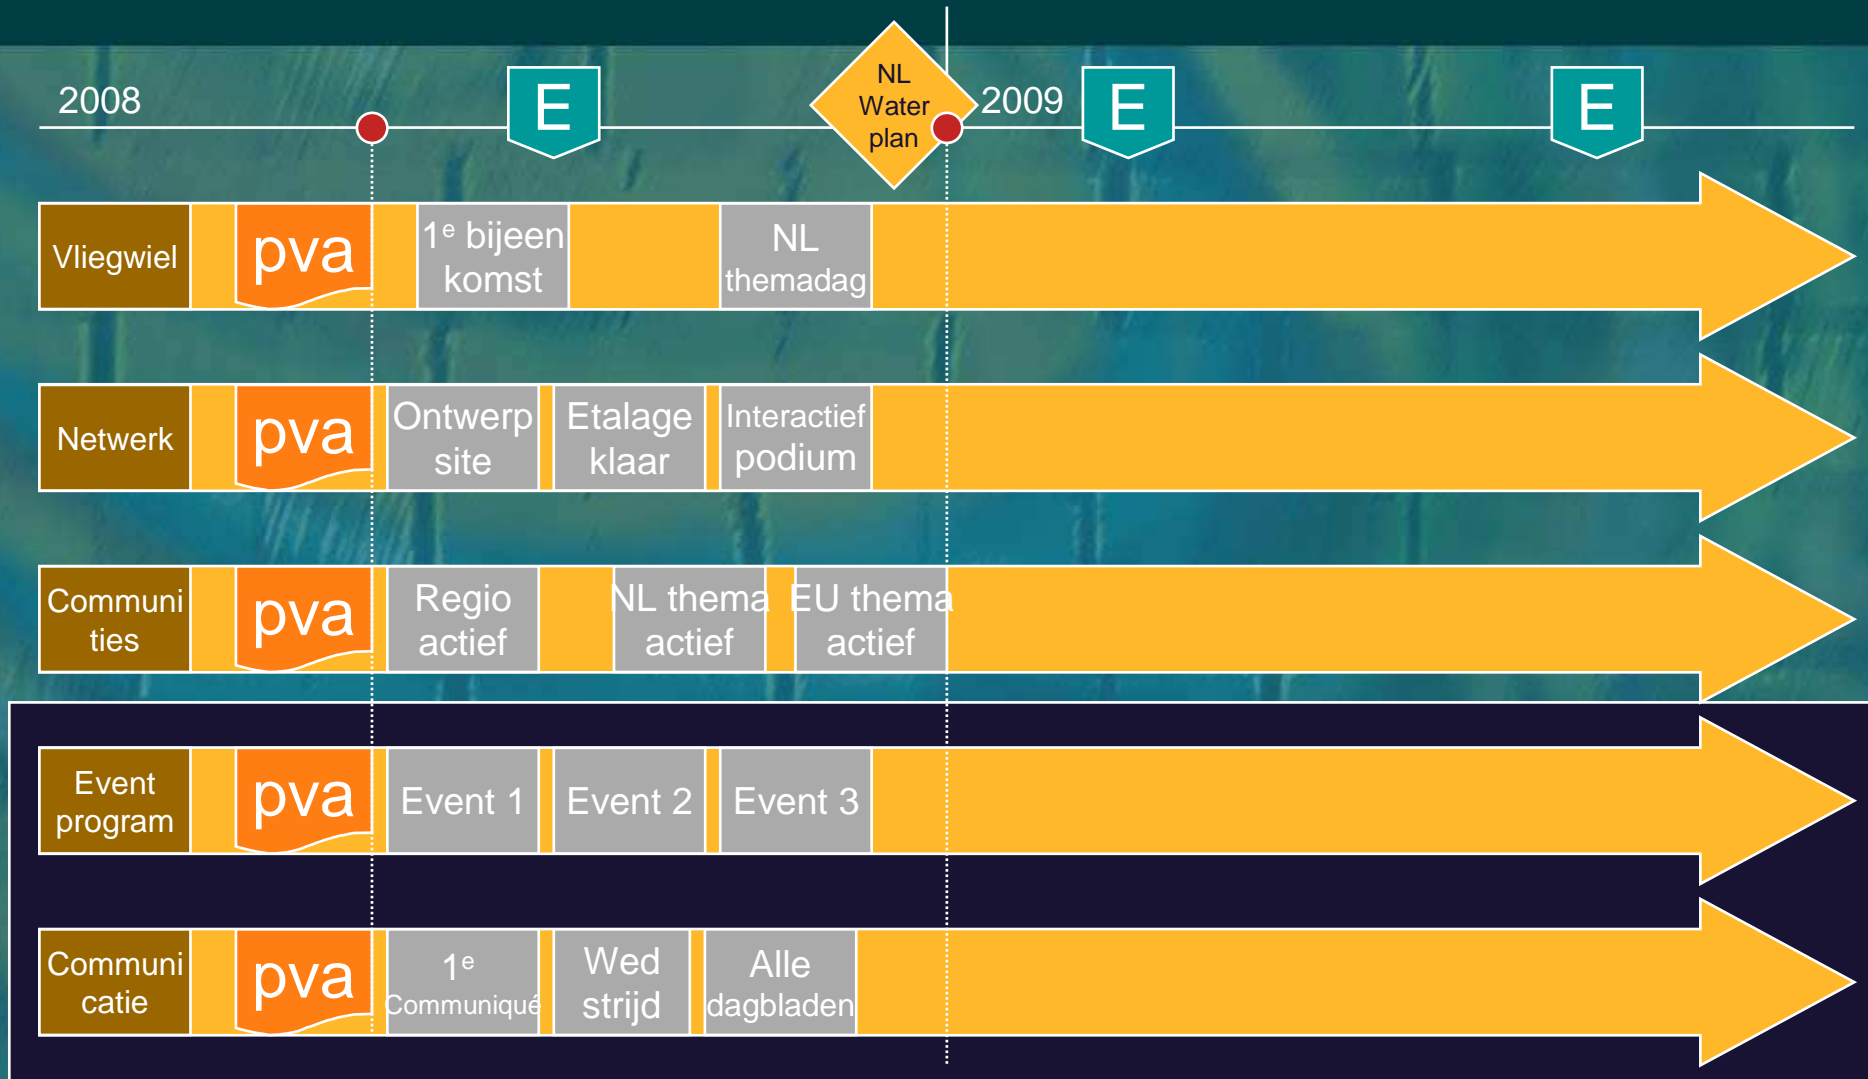 2008
E
NL
Water
plan
2009
E
E
Vliegwiel
pva
1e bijeen
komst
NL
themadag
Netwerk
pva
Ontwerp
site
Etalage
klaar
Interactief
podium
Communi
ties
pva
Regio
actief
NL thema
actief
EU thema
actief
Event
program
pva
Event 1
Event 2
Event 3
Communi
catie
pva
1e
Communiqué
Wed
strijd
Alle
dagbladen